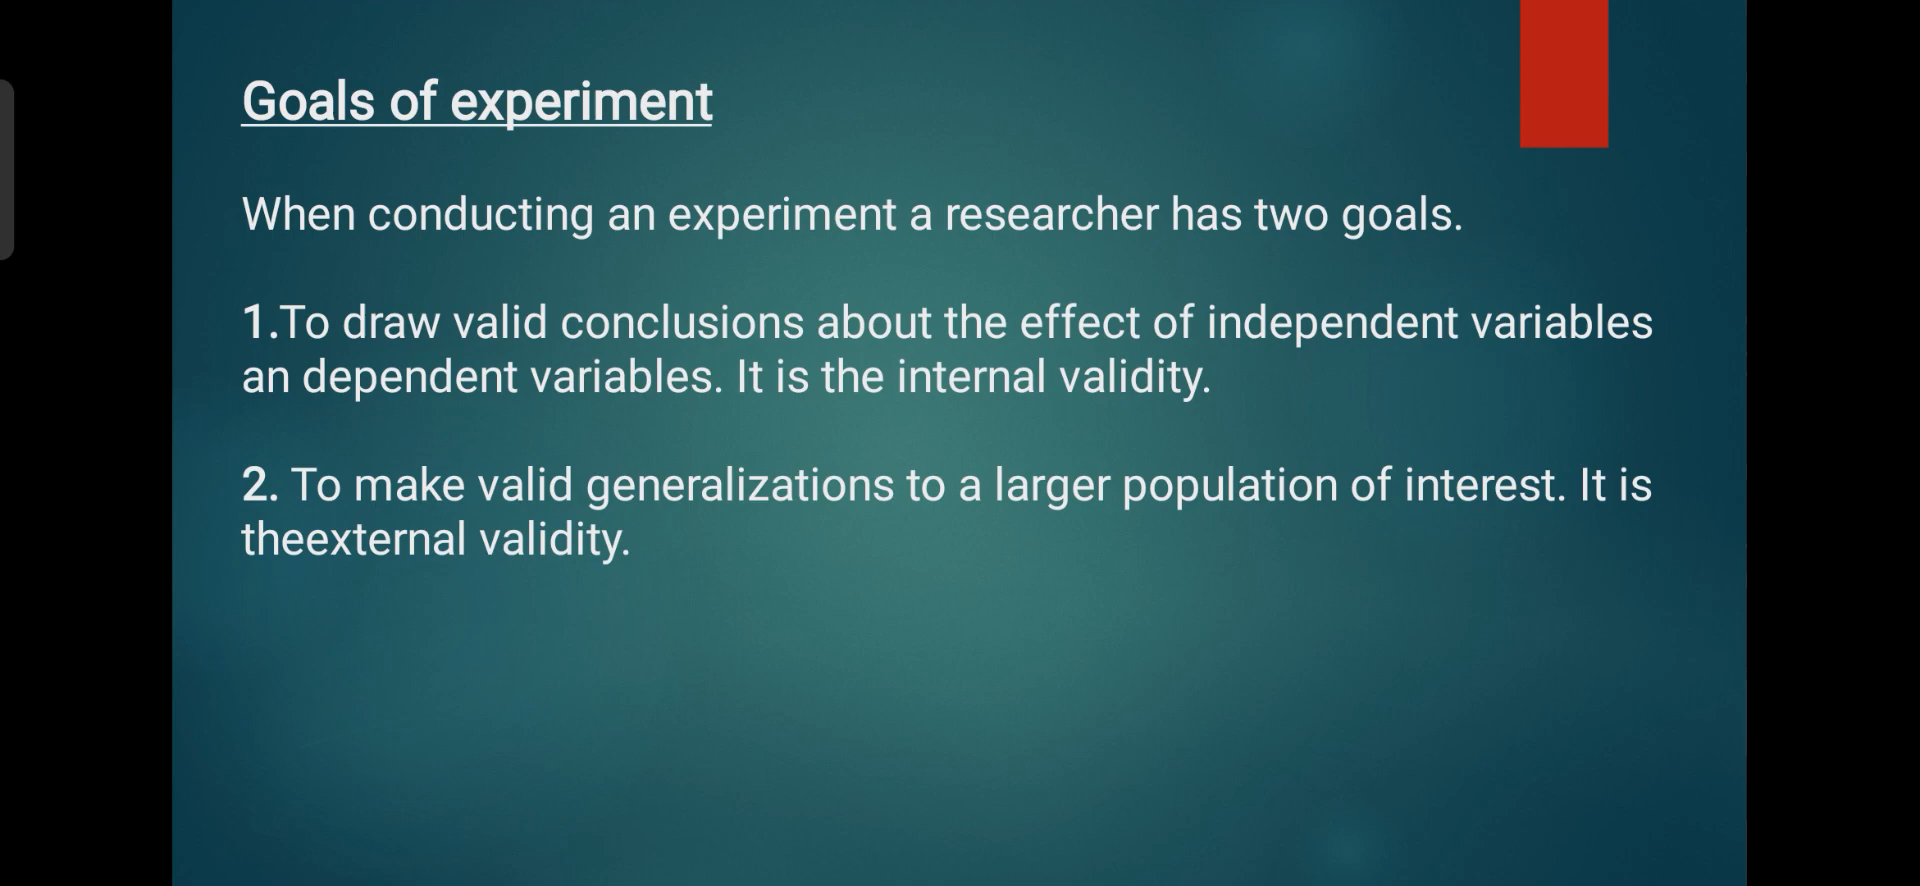 Goals of experiment
When conducting an experiment a researcher has two goals.
1.To draw valid conclusions about the effect of independent variables
an dependent variables. It is the internal validity.
2. To make valid generalizations to a larger population of interest. It is
theexternal validity.